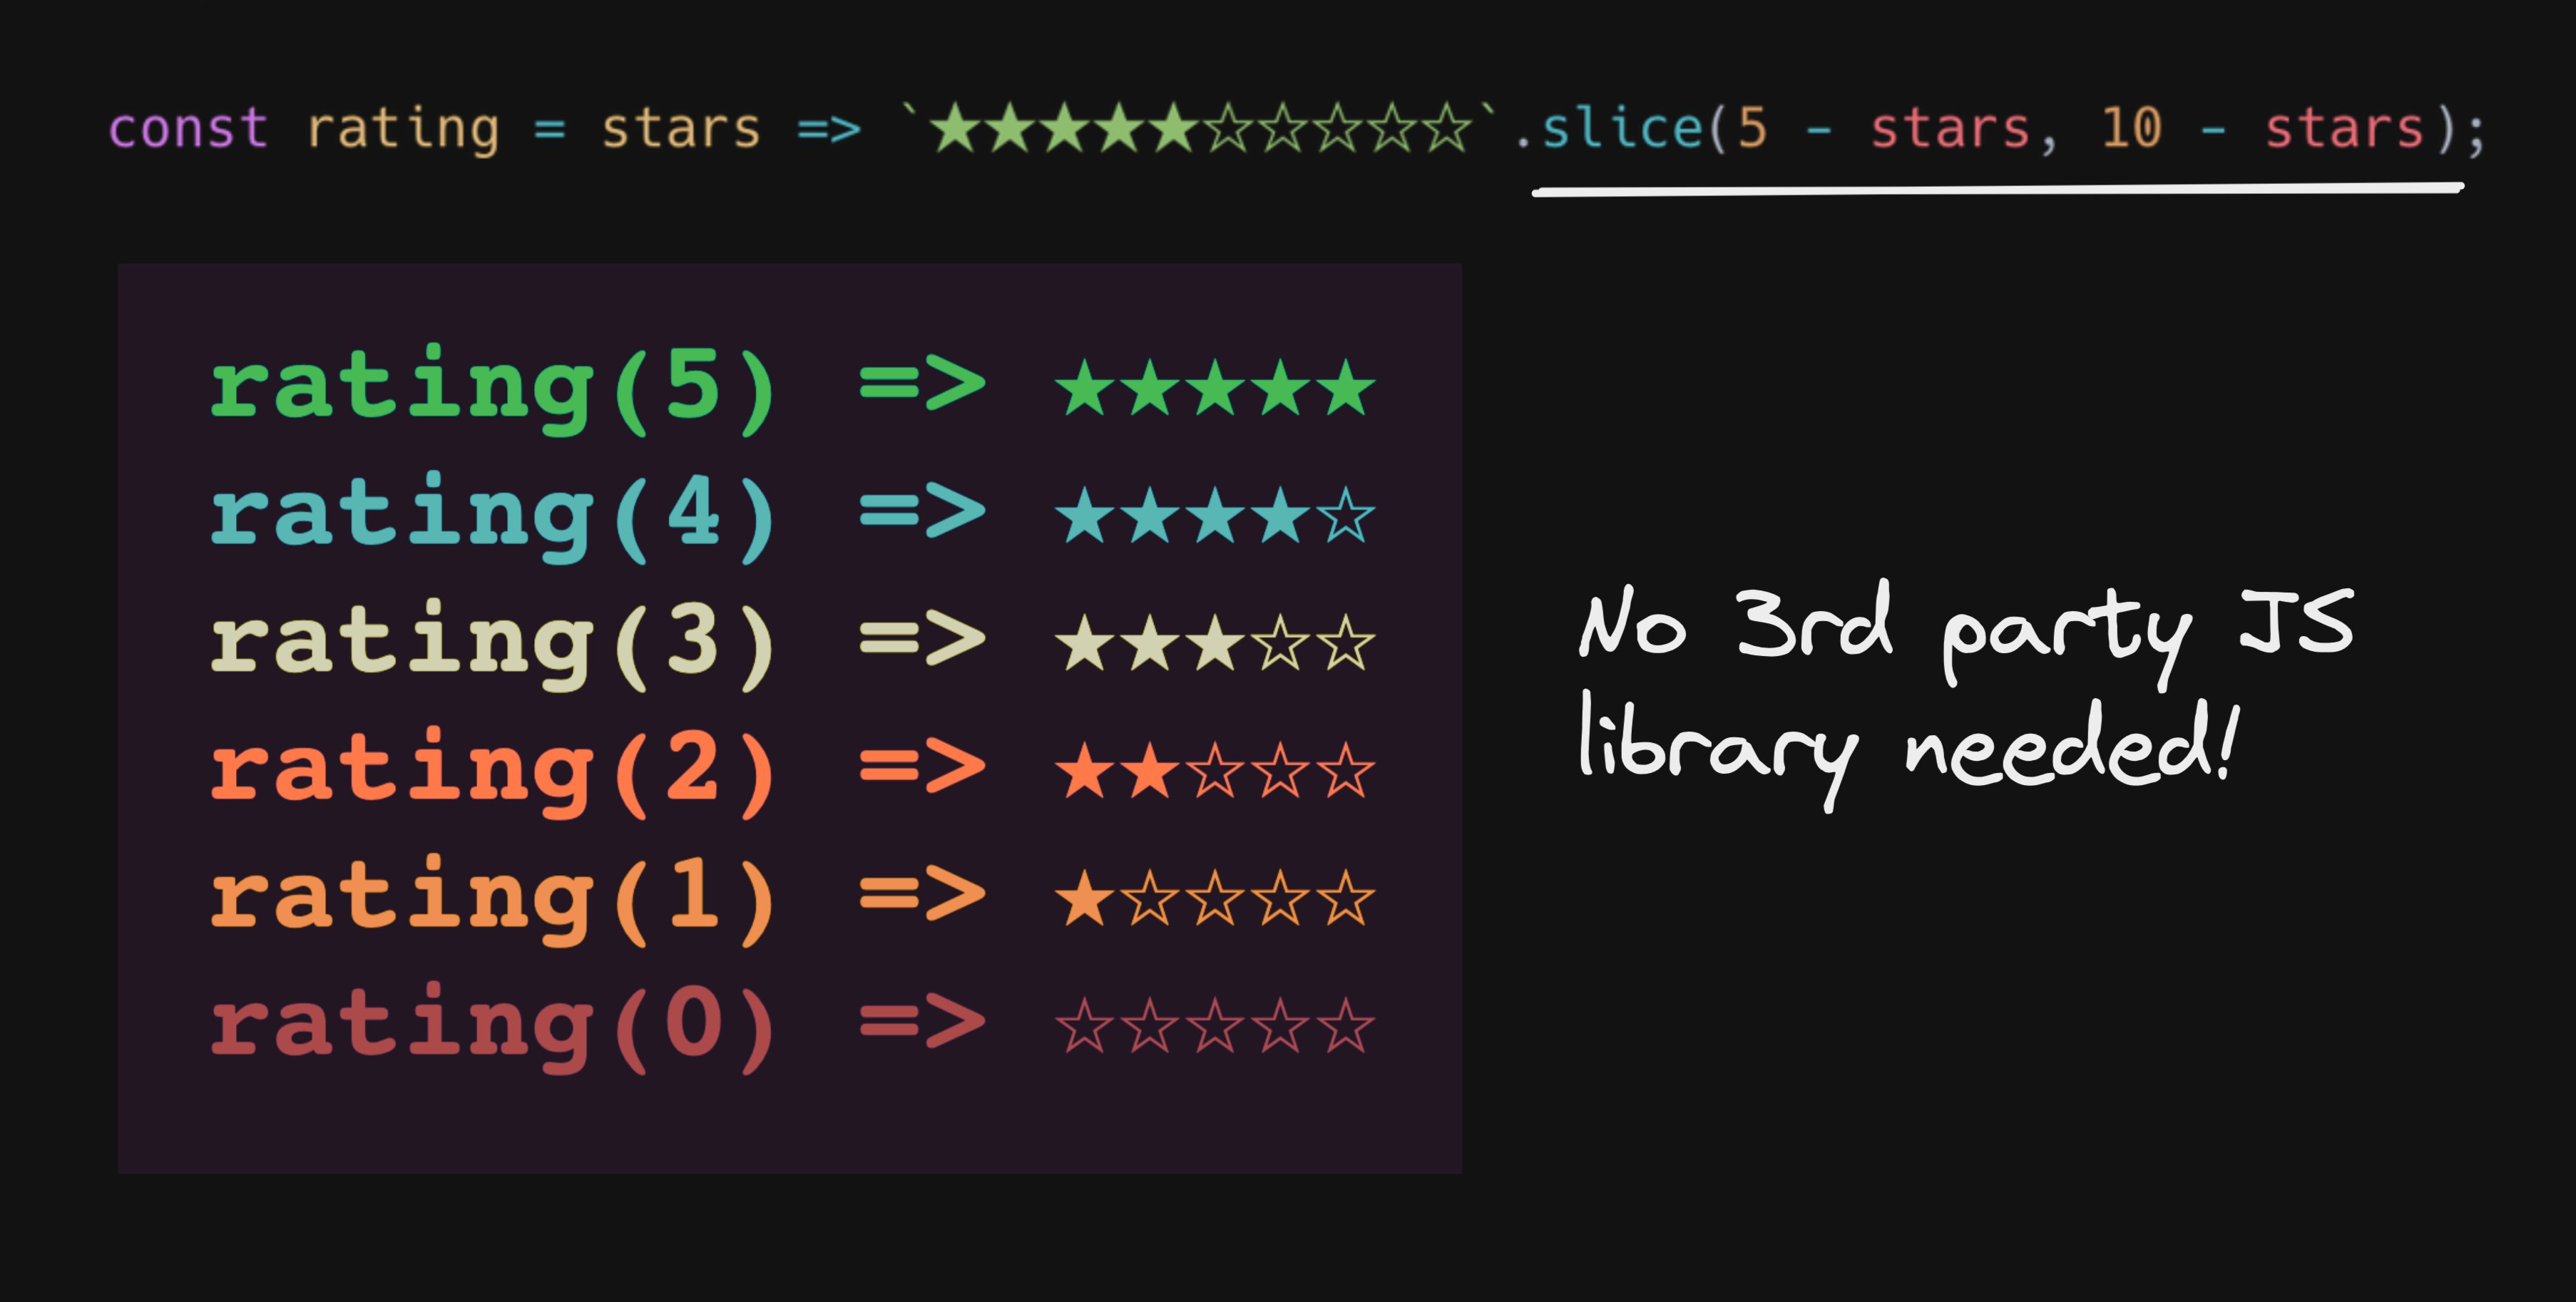 const rating = stars => `★★★★★☆☆☆☆☆`.slice(5 - stars, 10 - stars);
rating(5) => ★★★★★
rating(4) => ★★★★☆
rating(3) => ★★★☆☆
rating(2) => ★★☆☆☆
rating(1) => ★☆☆☆☆
rating(0) => ☆☆☆☆☆
No 3rd party JS
library needed!